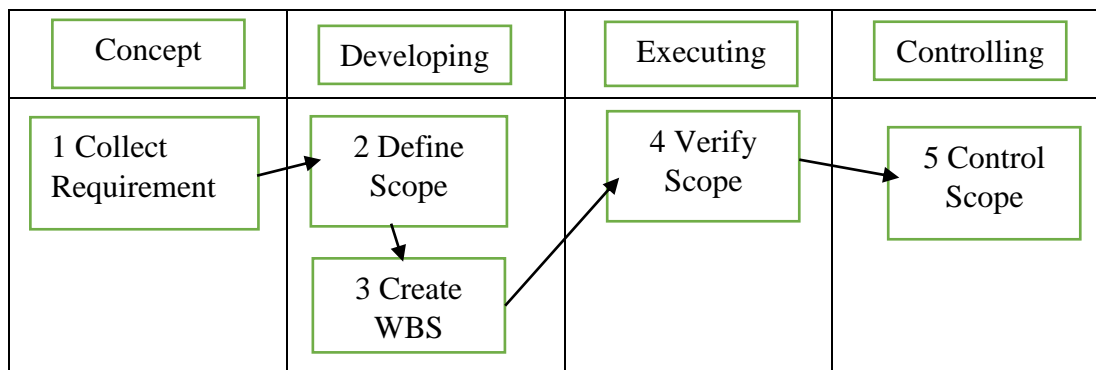 Concept
Developing
Executing
Controlling
1 Collect
Requirement
2 Define
Scope
3 Create
WBS
4 Verify
Scope
5 Control
Scope